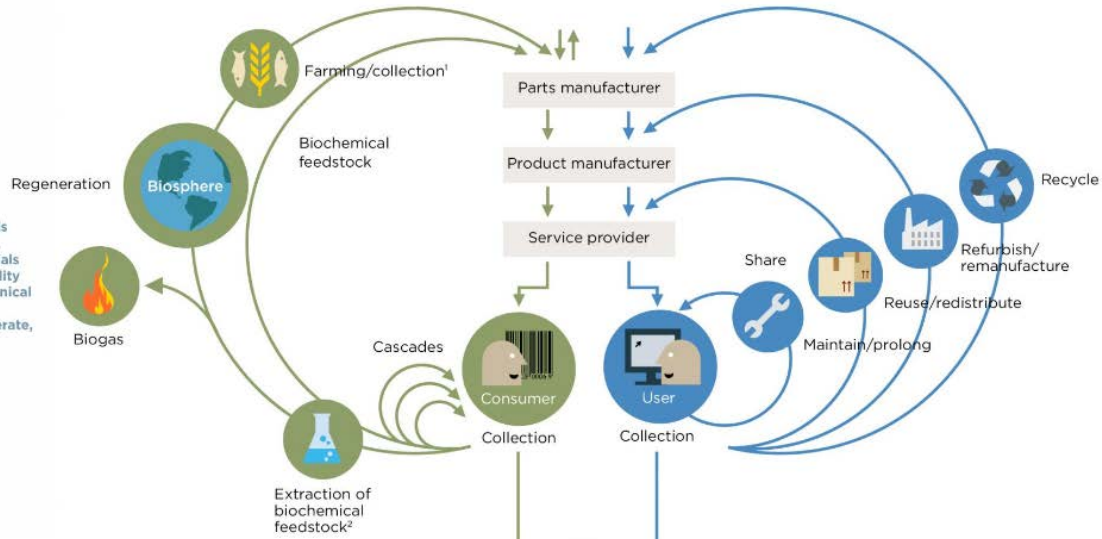 Farming/collection¹
Parts manufacturer
Biochemical
feedstock
Product manufacturer
Regeneration
Biosphere
Recycle
Service provider
Share
Refurbish/
remanufacture
Reuse/redistribute
Biogas
Cascades
Maintain/prolong
Consumer
User
Collection
Collection
Extraction of
biochemical
feedstock²